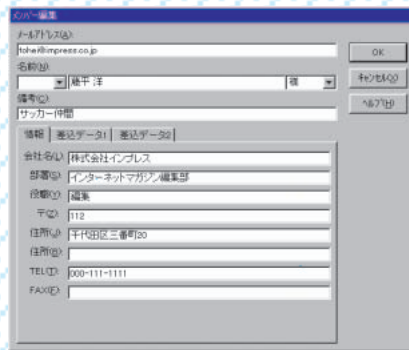 メンバー編集
メールアドレス(A):
tohei@impress.co.jp
OK
名前(N):
藤平 洋
様
キャンセル(X)
備考(C):
ヘルプ(H)
サッカー仲間
情報 差込データ1 差込データ2
会社名(L): 株式会社インプレス
部署(S): インターネットマガジン編集部
役職(Y): 編集
〒(Z): 112
住所(J): 千代田区三番町20
住所(B):
TEL(T): 000-111-1111
FAX(F):